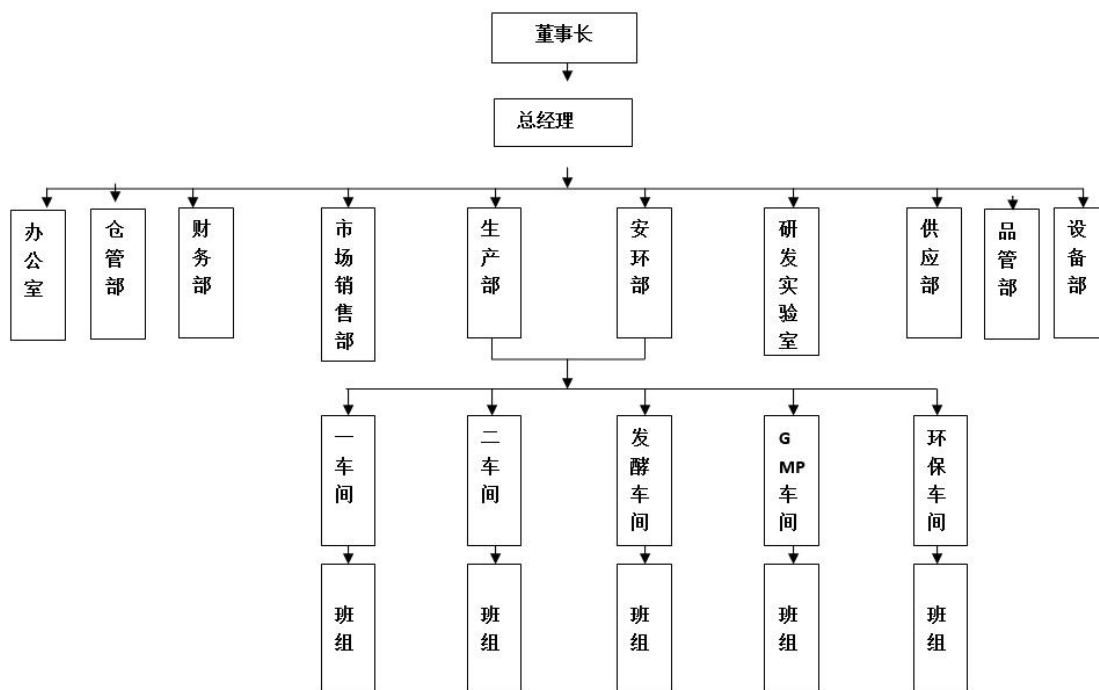 董事长
总经理
办公室
仓管部
财务部
市场销售部
生产部
安环部
研发实验室
供应部
品管部
设备部
一车间
二车间
发酵车间
GMP车间
环保车间
班组
班组
班组
班组
班组